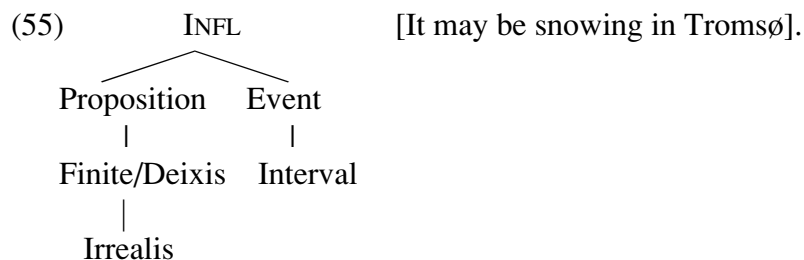 (55) INFL [It may be snowing in Tromsø].
Proposition Event
Finite/Deixis Interval
Irrealis